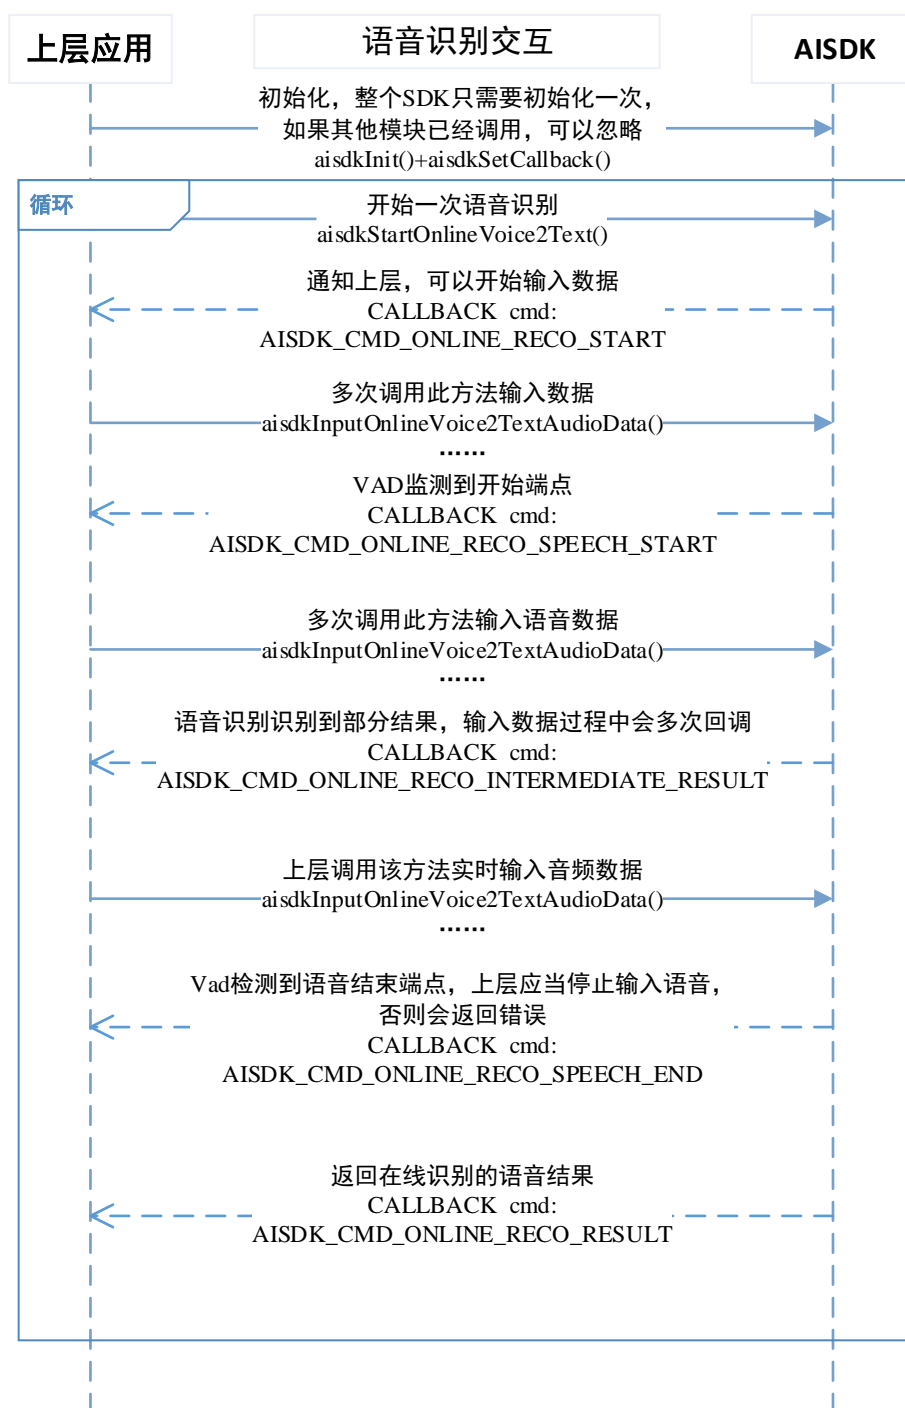 上层应用
语音识别交互
AISDK
初始化，整个SDK只需要初始化一次，
如果其他模块已经调用，可以忽略
aisdkInit()+aisdkSetCallback()
循环
开始一次语音识别
aisdkStartOnlineVoice2Text()
通知上层，可以开始输入数据
CALLBACK cmd:
AISDK_CMD_ONLINE_RECO_START
多次调用此方法输入数据
aisdkInputOnlineVoice2TextAudioData()
······
VAD监测到开始端点
CALLBACK cmd:
AISDK_CMD_ONLINE_RECO_SPEECH_START
多次调用此方法输入语音数据
aisdkInputOnlineVoice2TextAudioData()
······
语音识别识别到部分结果，输入数据过程中会多次回调
CALLBACK cmd:
AISDK_CMD_ONLINE_RECO_INTERMEDIATE_RESULT
上层调用该方法实时输入音频数据
aisdkInputOnlineVoice2TextAudioData()
······
Vad检测到语音结束端点，上层应当停止输入语音，
否则会返回错误
CALLBACK cmd:
AISDK_CMD_ONLINE_RECO_SPEECH_END
返回在线识别的语音结果
CALLBACK cmd:
AISDK_CMD_ONLINE_RECO_RESULT